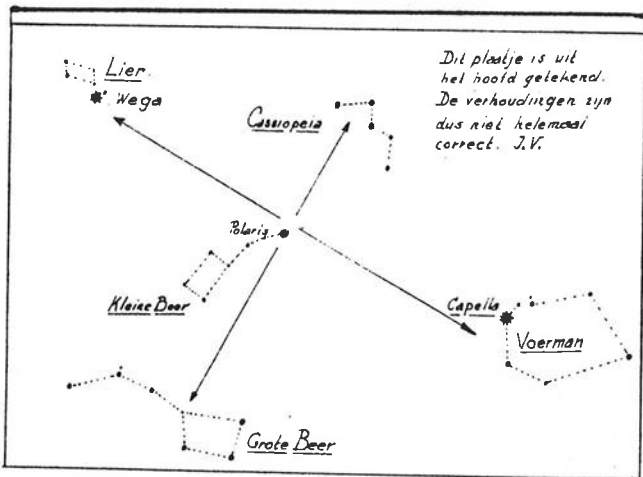 Lier
Wega
Cassiopeia
Dit plaatje is uit
het hoofd getekend.
De verhoudingen zijn
dus niet helemaal
correct. J.V.
Polaris
Kleine Beer
Capella
Voerman
Grote Beer